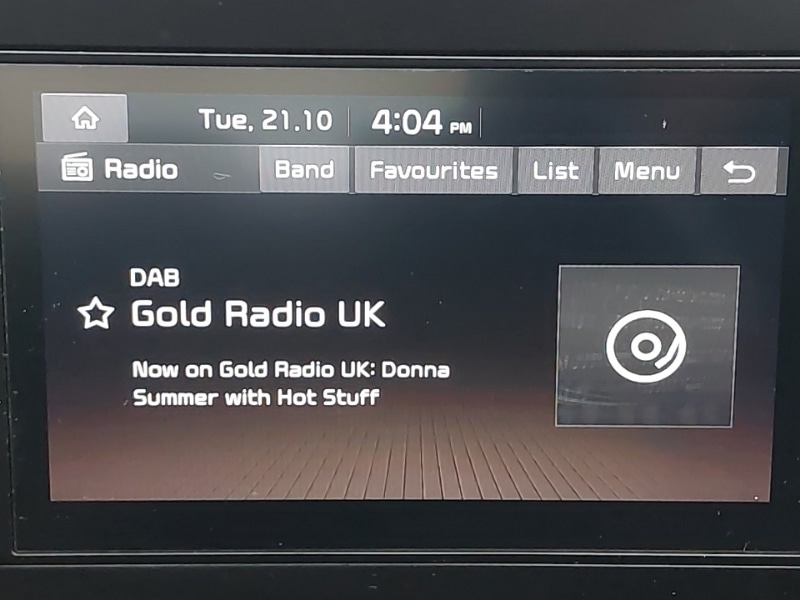 Tue, 21.10 4:04 PM
Radio Band Favourites List Menu
DAB
Gold Radio UK
Now on Gold Radio UK: Donna
Summer with Hot Stuff